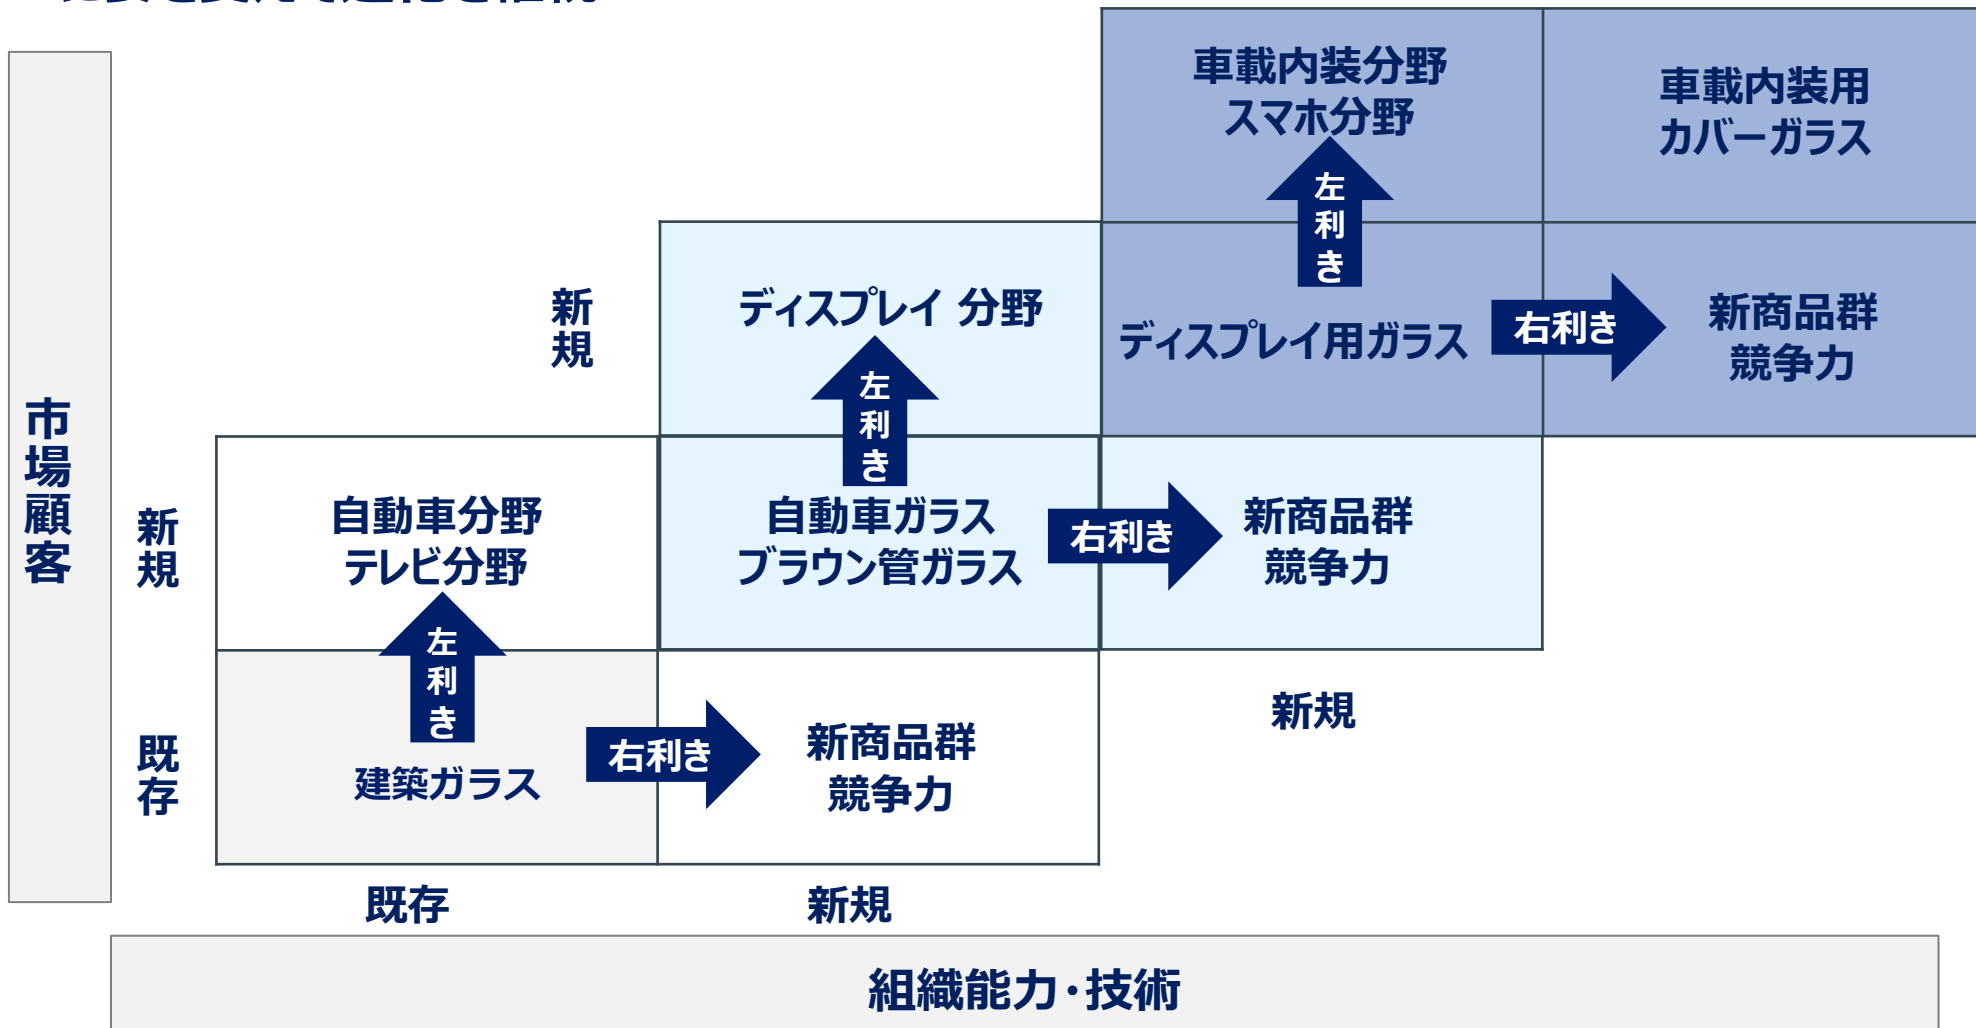 車載内装分野
スマホ分野
車載内装用
カバーガラス
左利き
新規
ディスプレイ 分野
ディスプレイ用ガラス
右利き
新商品群
競争力
左利き
市場顧客
新規
自動車分野
テレビ分野
自動車ガラス
ブラウン管ガラス
右利き
新商品群
競争力
左利き
既存
建築ガラス
右利き
新商品群
競争力
新規
既存
新規
組織能力・技術